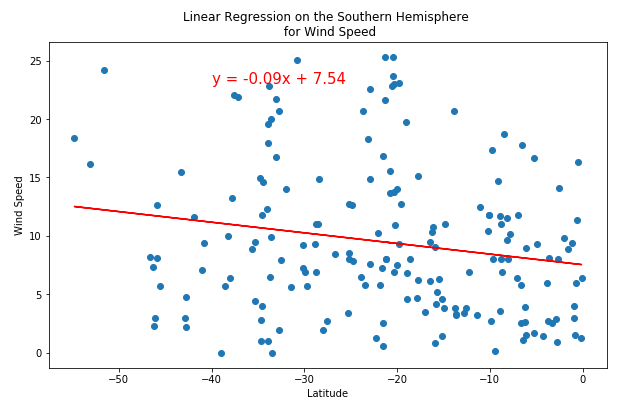 Linear Regression on the Southern Hemisphere
for Wind Speed
y = -0.09x + 7.54
25
20
15
10
5
0
Wind Speed
−50
−40
−30
−20
−10
0
Latitude